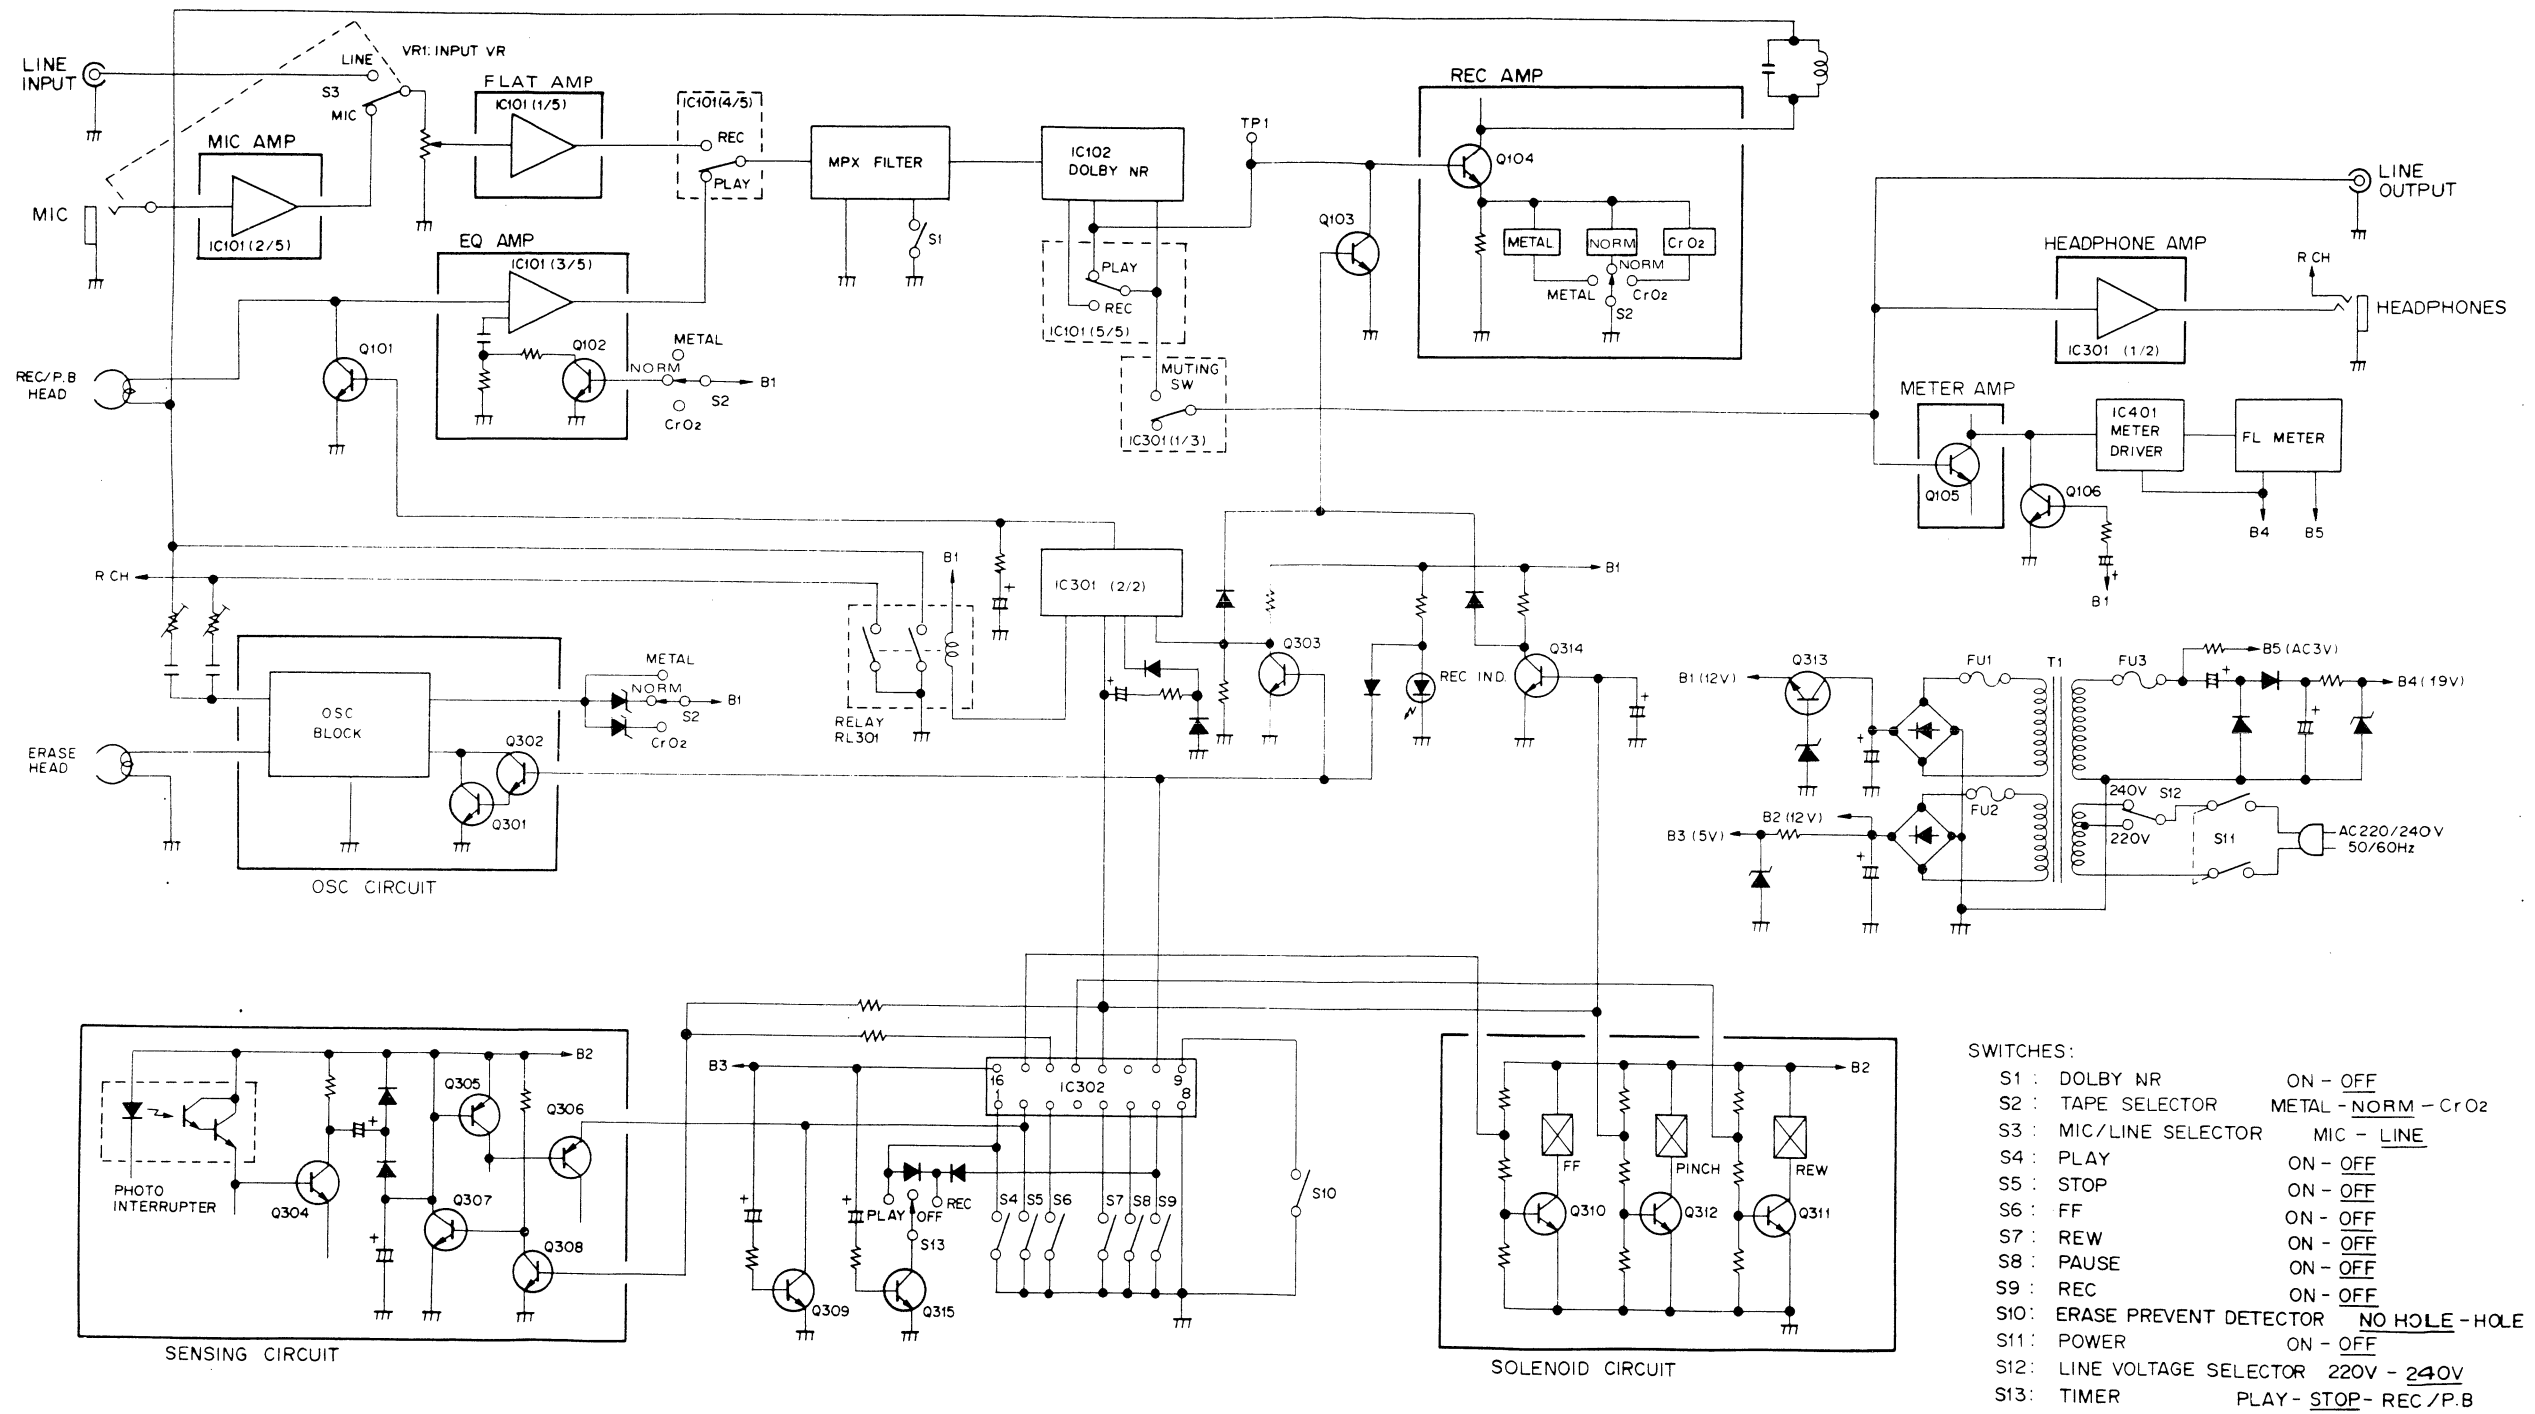 LINE INPUT
LINE
VR1: INPUT VR
S3
MIC
MIC AMP
IC101 (2/5)
MIC
FLAT AMP
IC101 (1/5)
IC101 (4/5)
REC
PLAY
MPX FILTER
S1
IC102
DOLBY NR
TP1
REC AMP
Q104
METAL
NORM
CrO2
NORM
METAL
CrO2
S2
Q103
LINE
OUTPUT
HEADPHONE AMP
IC301 (1/2)
R CH
HEADPHONES
EQ AMP
IC101 (3/5)
Q102
Q101
METAL
NORM
B1
S2
CrO2
REC/P.B
HEAD
PLAY
REC
IC101 (5/5)
MUTING
SW
IC301 (1/3)
METER AMP
Q105
IC401
METER
DRIVER
FL METER
Q106
B4
B5
B1
R CH
B1
IC301 (2/2)
RELAY
RL301
Q303
B1
REC IND.
Q314
OSC
BLOCK
METAL
NORM
B1
S2
CrO2
ERASE
HEAD
Q302
Q301
OSC CIRCUIT
B1 (12V)
Q313
FU1
T1
FU3
B5 (AC3V)
B4 (19V)
B2 (12V)
B3 (5V)
FU2
240V
S12
220V
S11
AC220/240V
50/60Hz
B2
Q305
Q306
PHOTO
INTERRUPTER
Q304
Q307
Q308
SENSING CIRCUIT
B3
16
IC302
9
1
8
PLAY
OFF
REC
S13
S4
S5
S6
S7
S8
S9
S10
Q309
Q315
B2
FF
PINCH
REW
Q310
Q312
Q311
SOLENOID CIRCUIT
SWITCHES:
S1 : DOLBY NR ON - OFF
S2 : TAPE SELECTOR METAL - NORM - CrO2
S3 : MIC/LINE SELECTOR MIC - LINE
S4 : PLAY ON - OFF
S5 : STOP ON - OFF
S6 : FF ON - OFF
S7 : REW ON - OFF
S8 : PAUSE ON - OFF
S9 : REC ON - OFF
S10: ERASE PREVENT DETECTOR NO HOLE - HOLE
S11: POWER ON - OFF
S12: LINE VOLTAGE SELECTOR 220V - 240V
S13: TIMER PLAY - STOP - REC/P.B